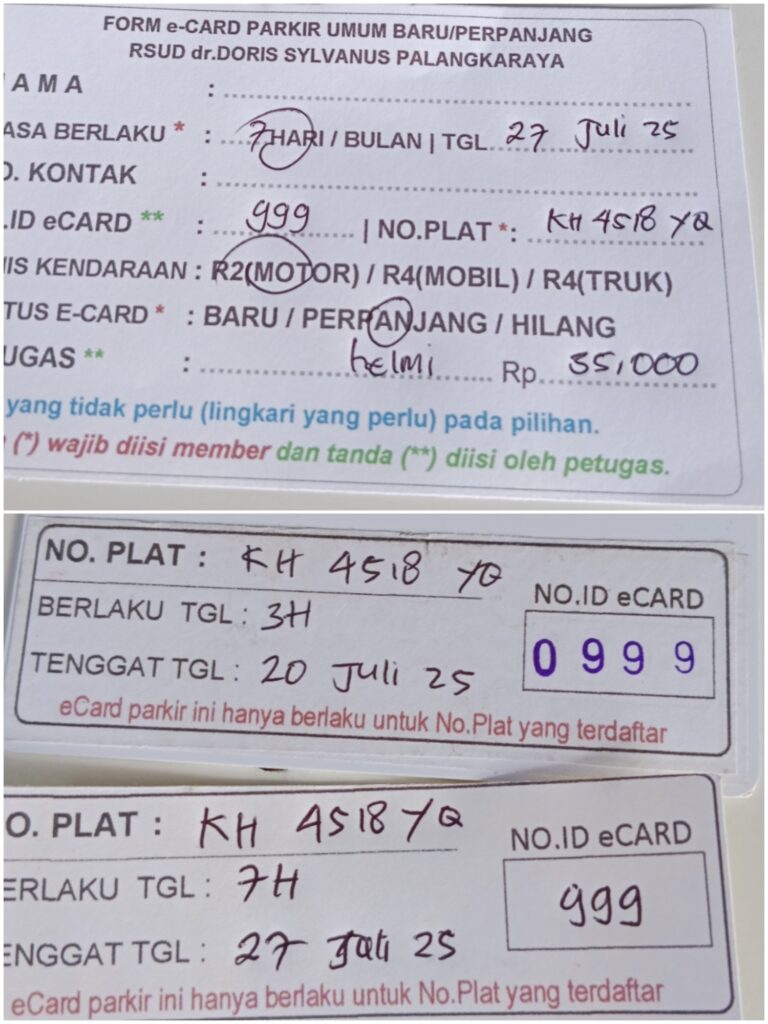 FORM e-CARD PARKIR UMUM BARU/PERPANJANG
RSUD dr.DORIS SYLVANUS PALANGKARAYA
AMA :
ASA BERLAKU * : 7 HARI / BULAN | TGL. 27 Juli 25
O. KONTAK :
.ID eCARD ** : 999 | NO.PLAT *: KH 4518 YQ
NIS KENDARAAN : R2(MOTOR) / R4(MOBIL) / R4(TRUK)
TUS E-CARD * : BARU / PERPANJANG / HILANG
UGAS ** : helmi Rp. 35,000
yang tidak perlu (lingkari yang perlu) pada pilihan.
(*) wajib diisi member dan tanda (**) diisi oleh petugas.
NO. PLAT : KH 4518 YQ
NO.ID eCARD
BERLAKU TGL : 3H
0999
TENGGAT TGL : 20 Juli 25
eCard parkir ini hanya berlaku untuk No.Plat yang terdaftar
O. PLAT : KH 4518 YQ
NO.ID eCARD
ERLAKU TGL : 7H
999
ENGGAT TGL : 27 Juli 25
eCard parkir ini hanya berlaku untuk No.Plat yang terdaftar